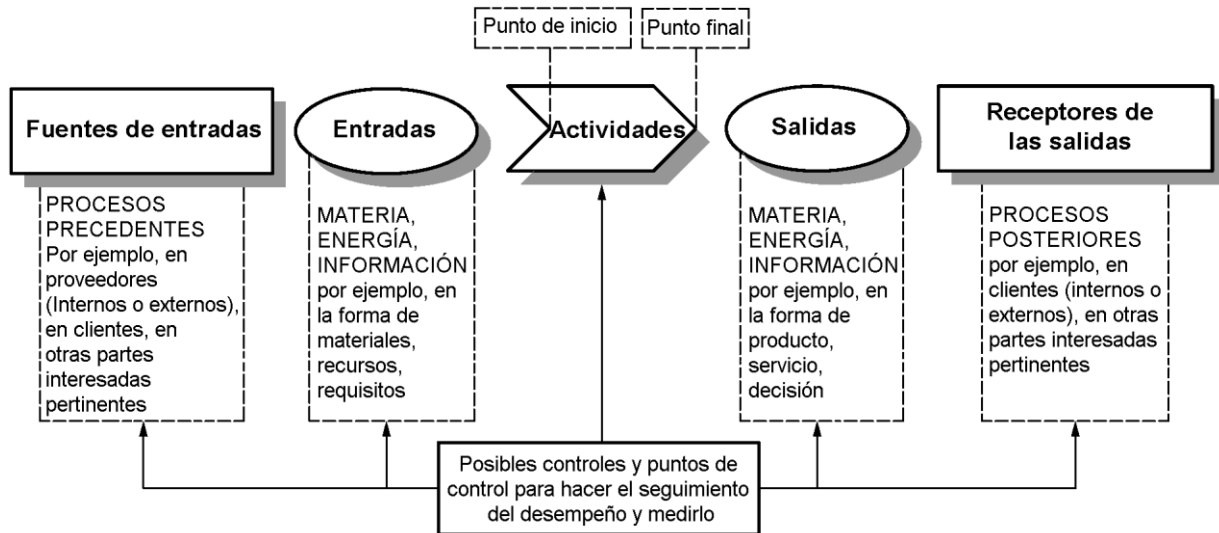 Punto de inicio
Punto final
Fuentes de entradas
Entradas
Actividades
Salidas
Receptores de
las salidas
PROCESOS
PRECEDENTES
Por ejemplo, en
proveedores
(Internos o externos),
en clientes, en
otras partes
interesadas
pertinentes
MATERIA,
ENERGÍA,
INFORMACIÓN
por ejemplo, en
la forma de
materiales,
recursos,
requisitos
MATERIA,
ENERGÍA,
INFORMACIÓN
por ejemplo, en
la forma de
producto,
servicio,
decisión
PROCESOS
POSTERIORES
por ejemplo, en
clientes (internos o
externos), en otras
partes interesadas
pertinentes
Posibles controles y puntos de
control para hacer el seguimiento
del desempeño y medirlo